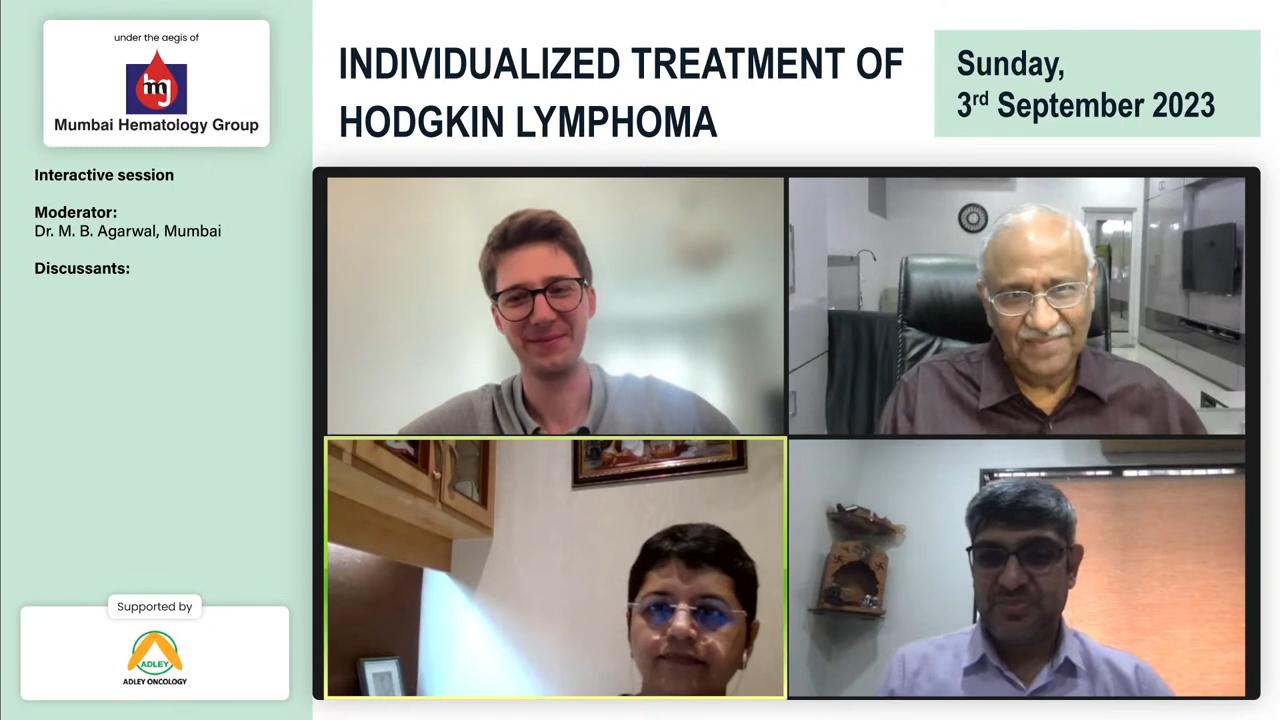 under the aegis of
mg
Mumbai Hematology Group
Interactive session
Moderator:
Dr. M. B. Agarwal, Mumbai
Discussants:
Supported by
ADLEY
ADLEY ONCOLOGY
INDIVIDUALIZED TREATMENT OF
HODGKIN LYMPHOMA
Sunday,
3rd September 2023